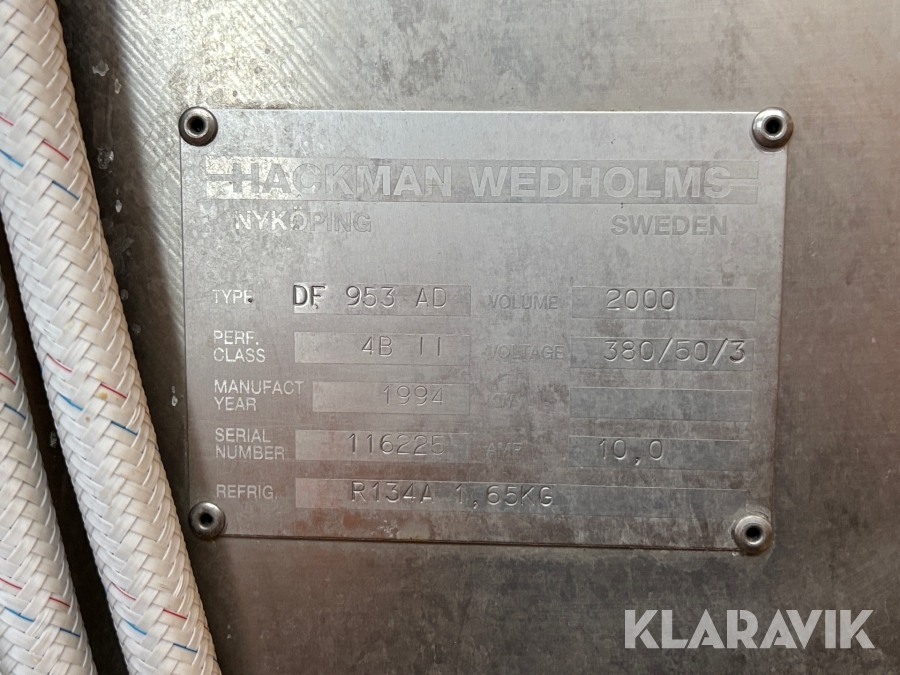 HACKMAN WEDHOLMS
NYKÖPING SWEDEN
TYPE DF 953 AD VOLUME 2000
PERF. CLASS 4B II VOLTAGE 380/50/3
MANUFACT YEAR 1994
SERIAL NUMBER 116225 AMP 10,0
REFRIG. R134A 1,65KG
KLARAVIK